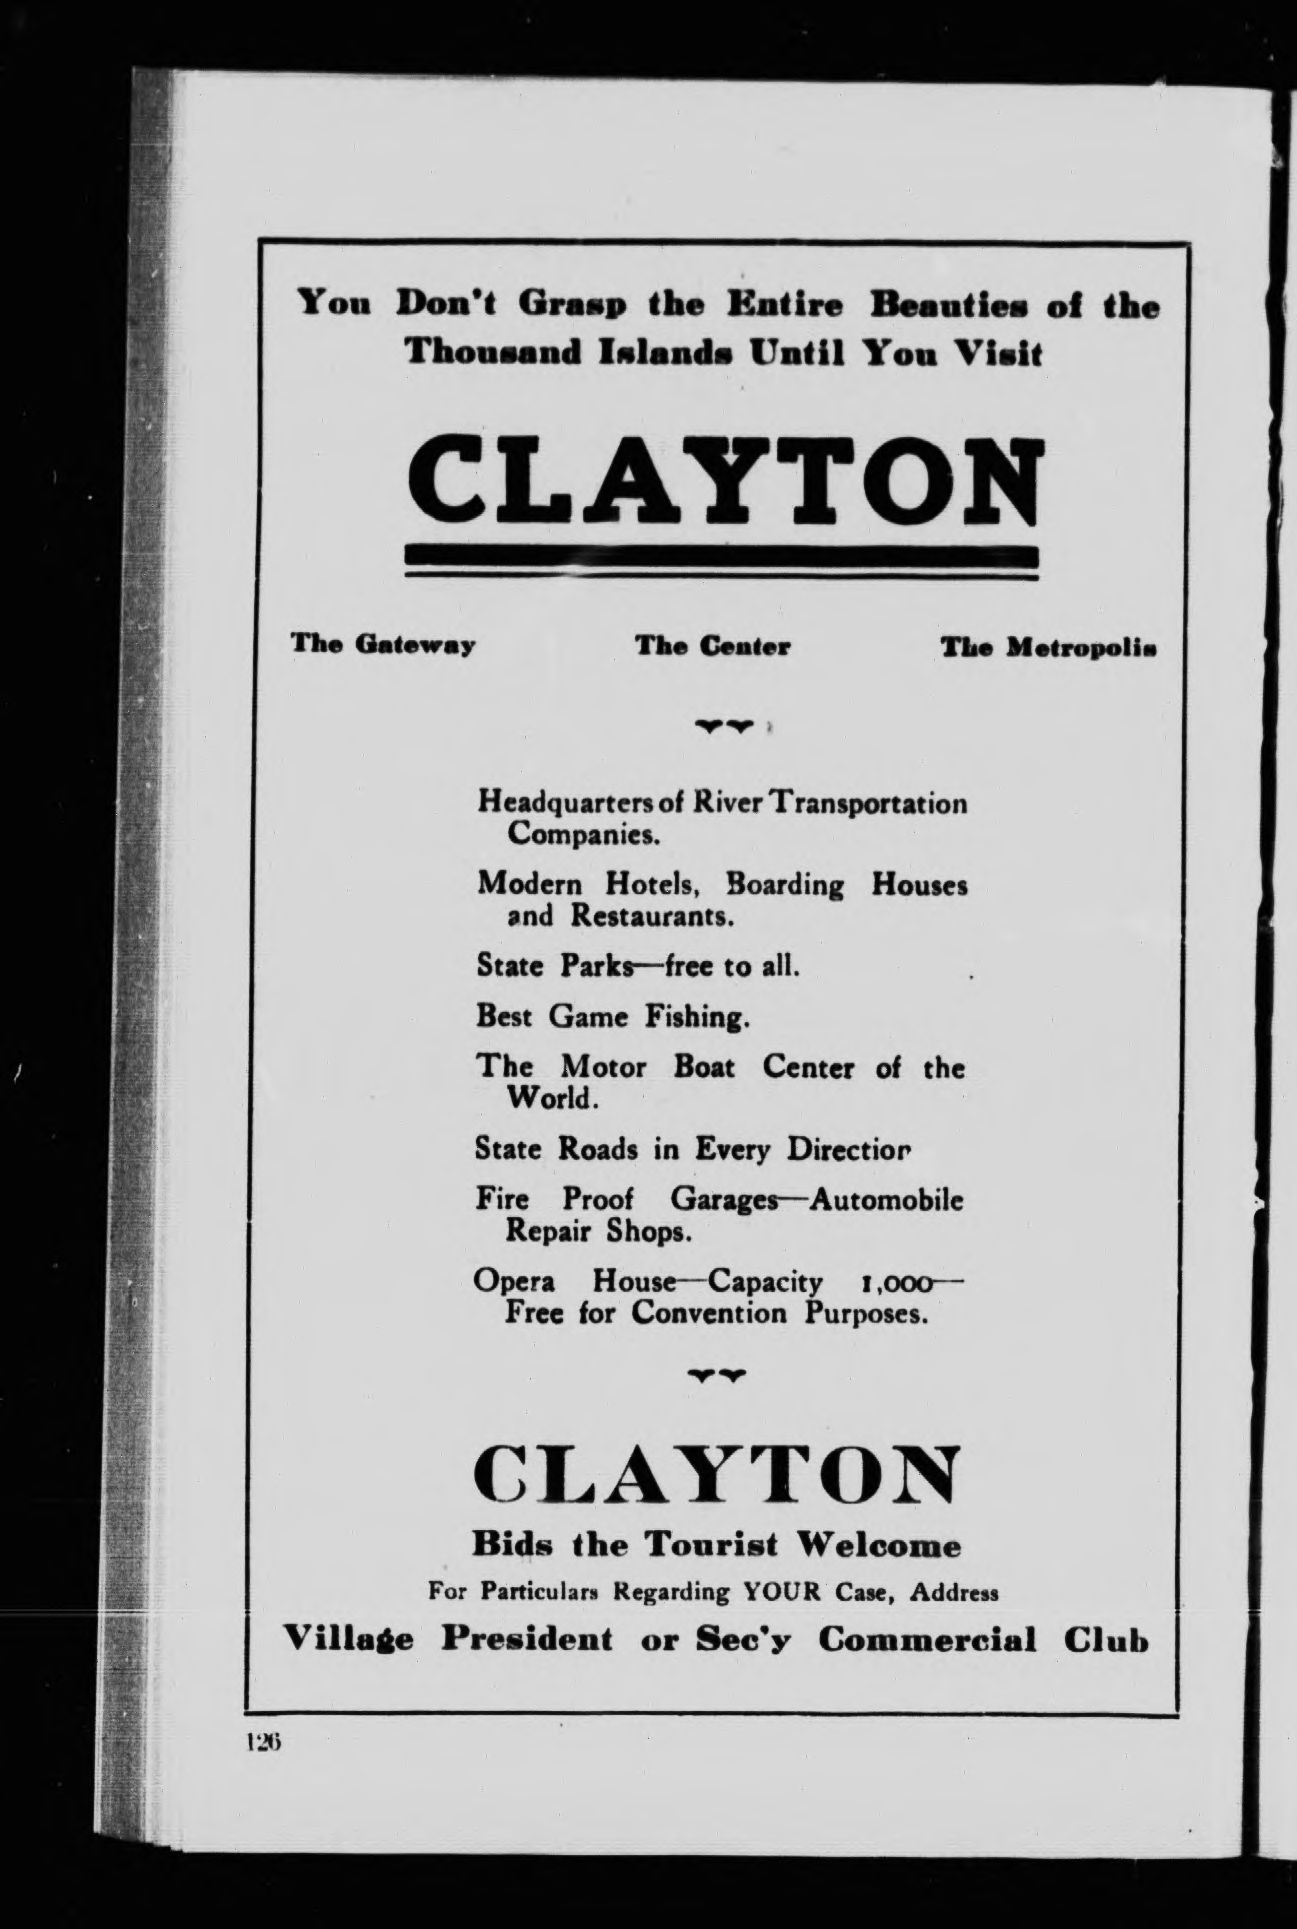 You Don't Grasp the Entire Beauties of the
Thousand Islands Until You Visit
CLAYTON
The Gateway The Center The Metropolis
Headquarters of River Transportation
Companies.
Modern Hotels, Boarding Houses
and Restaurants.
State Parks—free to all.
Best Game Fishing.
The Motor Boat Center of the
World.
State Roads in Every Direction
Fire Proof Garages—Automobile
Repair Shops.
Opera House—Capacity 1,000—
Free for Convention Purposes.
CLAYTON
Bids the Tourist Welcome
For Particulars Regarding YOUR Case, Address
Village President or Sec'y Commercial Club
126